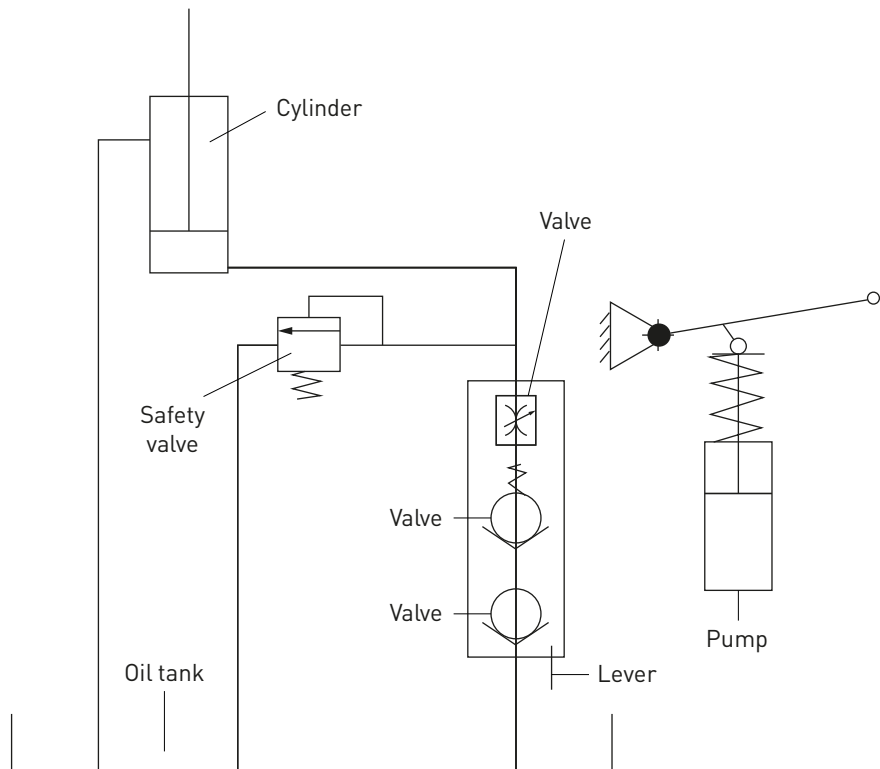 Cylinder
Valve
Safety
valve
Valve
Valve
Pump
Oil tank
Lever